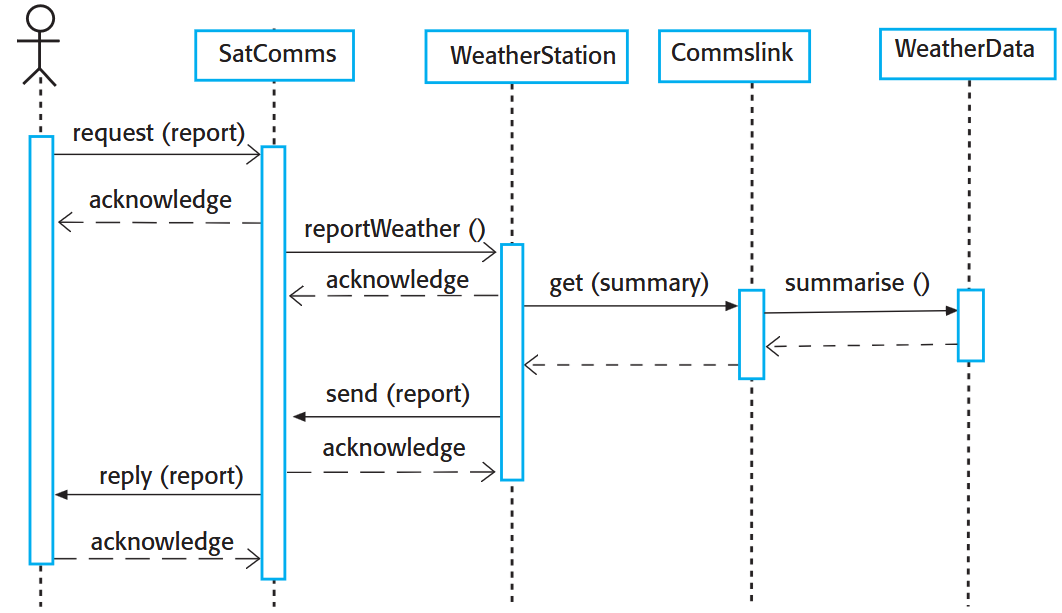 SatComms
WeatherStation
Commslink
WeatherData
request (report)
acknowledge
reportWeather ()
acknowledge
get (summary)
summarise ()
send (report)
acknowledge
reply (report)
acknowledge